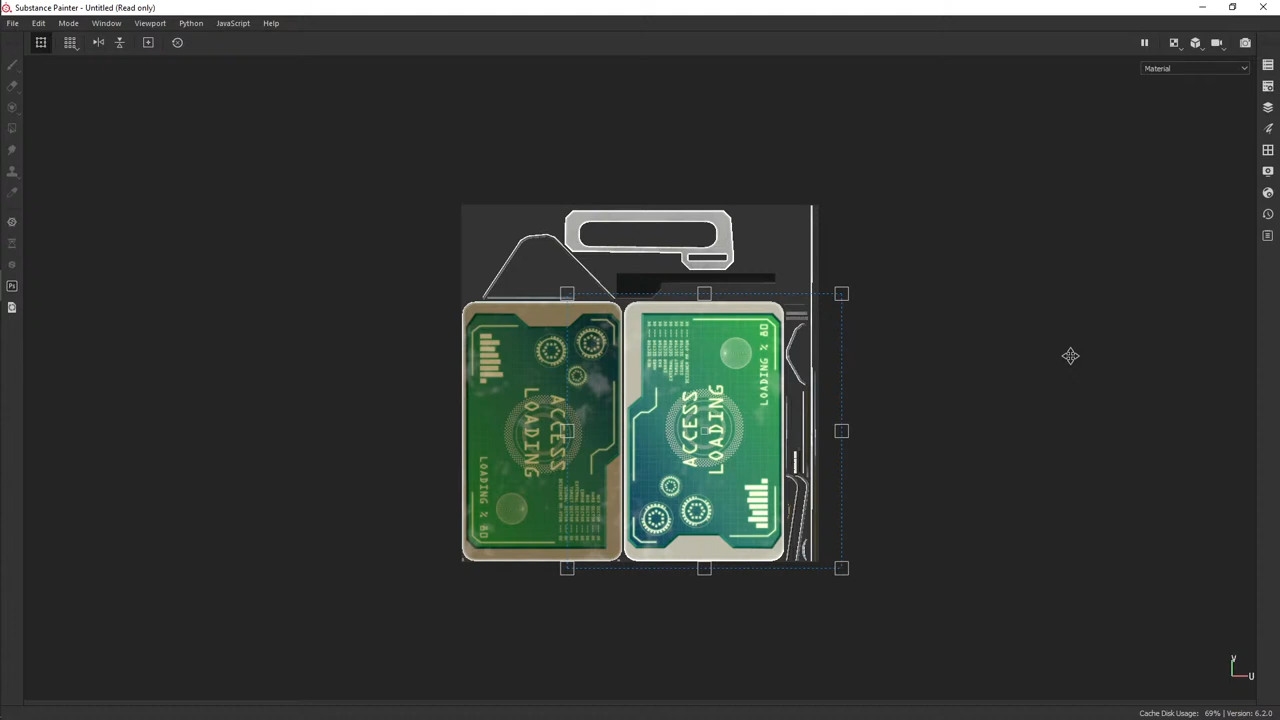 Substance Painter - Untitled (Read only)
File Edit Mode Window Viewport Python JavaScript Help
Material
Ps
LOADING % 80
ACCESS
LOADING
ACCESS
LOADING
LOADING % 80
V
U
Cache Disk Usage: 69% | Version: 6.2.0